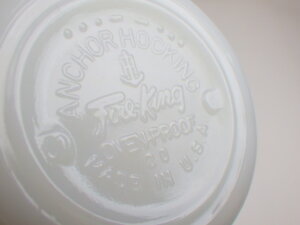 ANCHOR HOCKING
Fire-King
OVENPROOF
MADE IN U.S.A